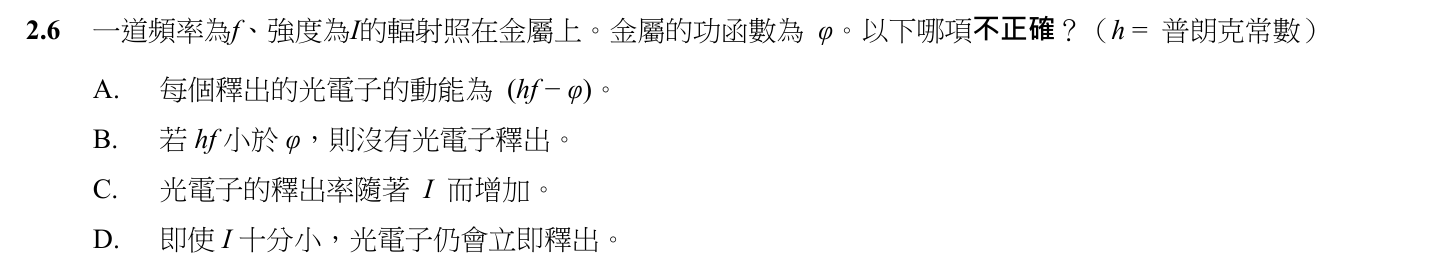 2.6 一道頻率為f、強度為I的輻射照在金屬上。金屬的功函數為 φ。以下哪項不正確？（h = 普朗克常數）
A. 每個釋出的光電子的動能為 (hf − φ)。
B. 若 hf 小於 φ，則沒有光電子釋出。
C. 光電子的釋出率隨著 I 而增加。
D. 即使 I 十分小，光電子仍會立即釋出。